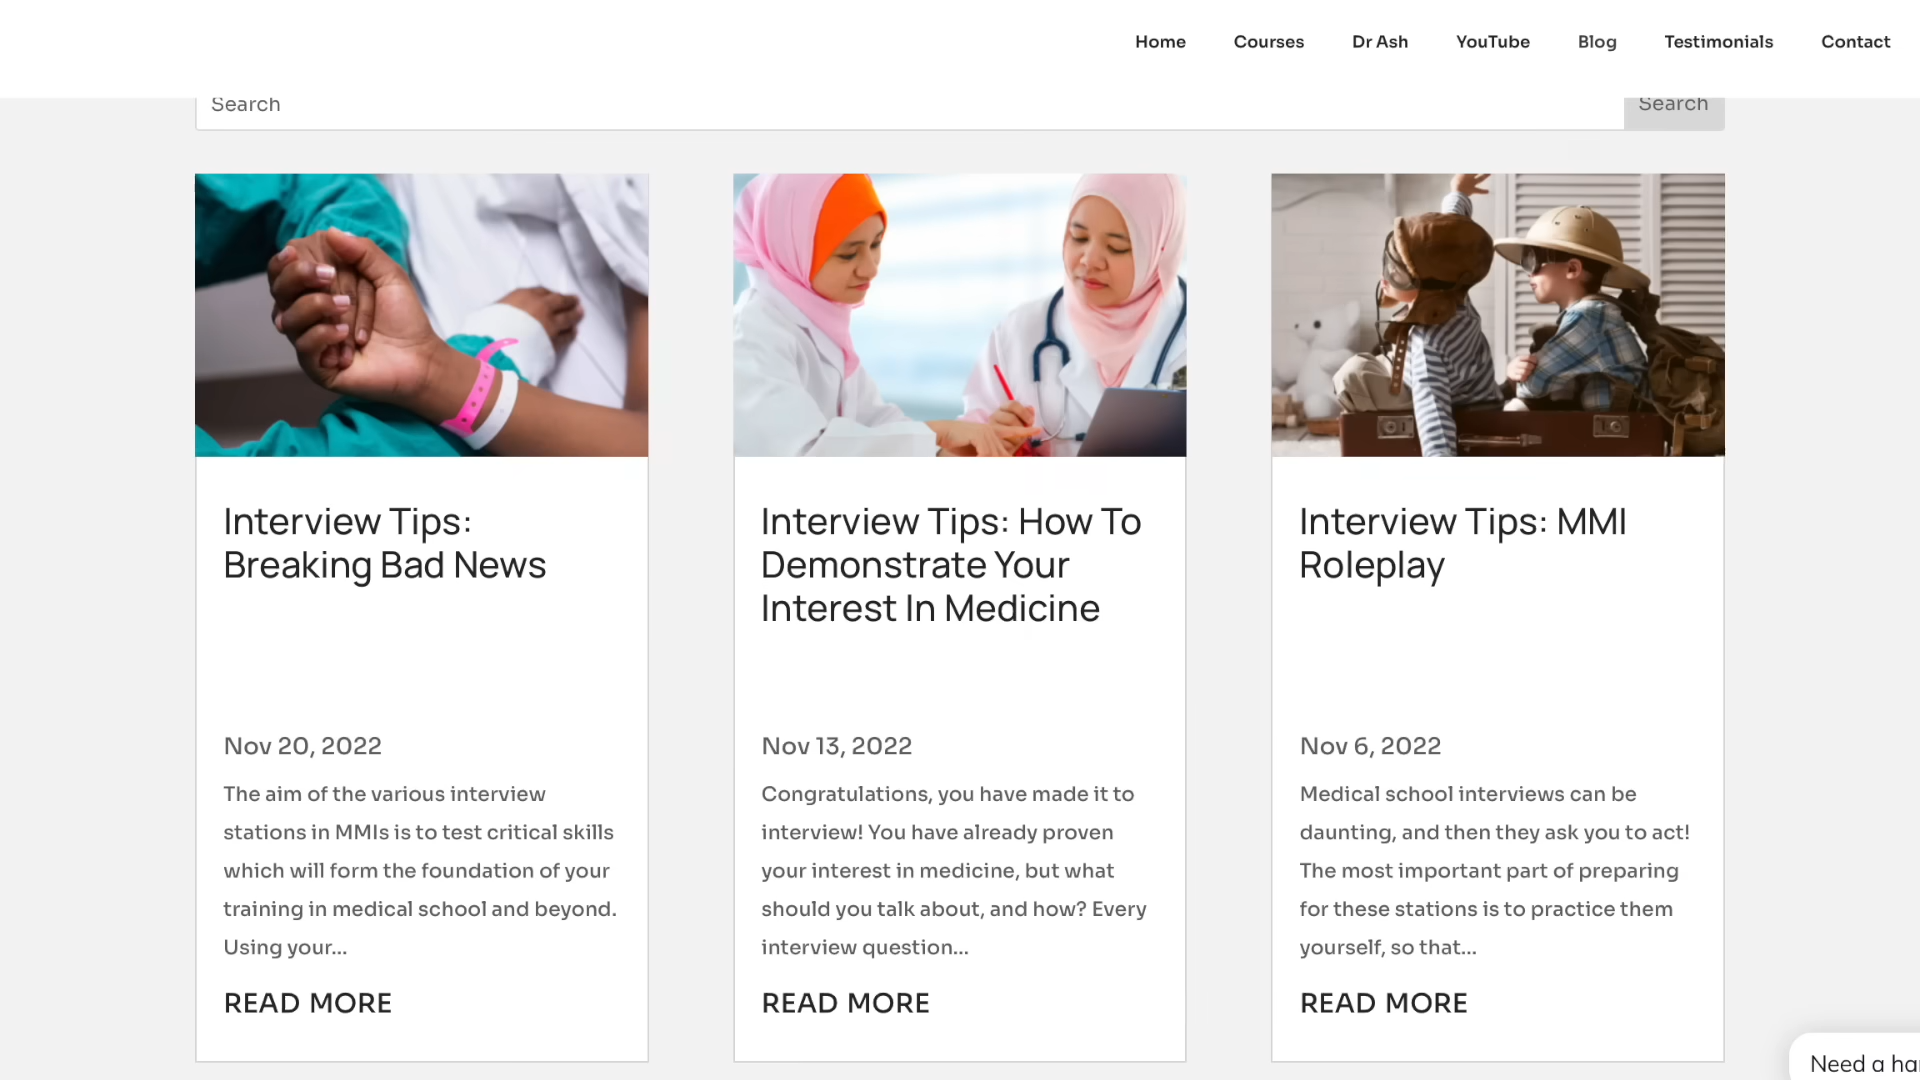 Home Courses Dr Ash YouTube Blog Testimonials Contact
Search Search
Interview Tips:
Breaking Bad News
Nov 20, 2022
The aim of the various interview
stations in MMIs is to test critical skills
which will form the foundation of your
training in medical school and beyond.
Using your...
READ MORE
Interview Tips: How To
Demonstrate Your
Interest In Medicine
Nov 13, 2022
Congratulations, you have made it to
interview! You have already proven
your interest in medicine, but what
should you talk about, and how? Every
interview question...
READ MORE
Interview Tips: MMI
Roleplay
Nov 6, 2022
Medical school interviews can be
daunting, and then they ask you to act!
The most important part of preparing
for these stations is to practice them
yourself, so that...
READ MORE
Need a